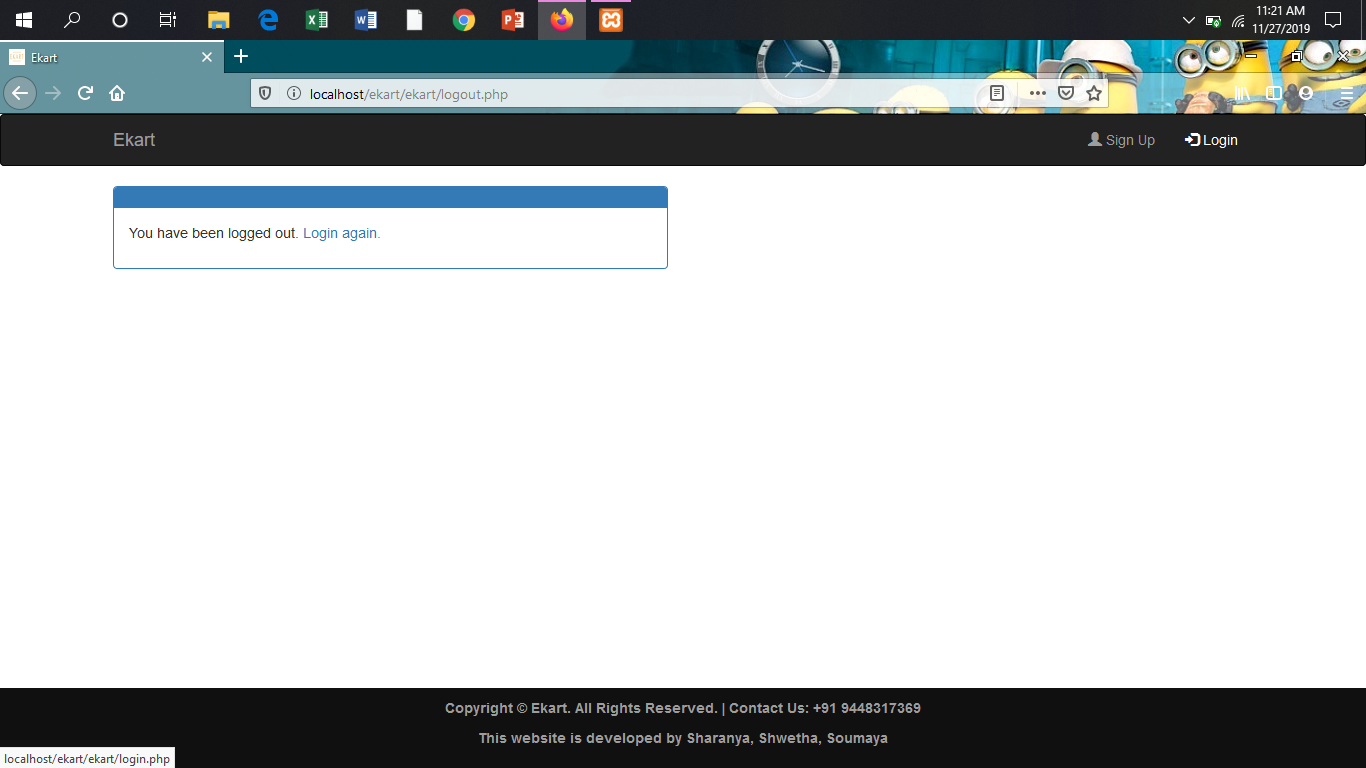 11:21 AM
11/27/2019
Ekart
localhost/ekart/ekart/logout.php
Ekart
Sign Up
Login
You have been logged out. Login again.
Copyright © Ekart. All Rights Reserved. | Contact Us: +91 9448317369
This website is developed by Sharanya, Shwetha, Soumaya
localhost/ekart/ekart/login.php